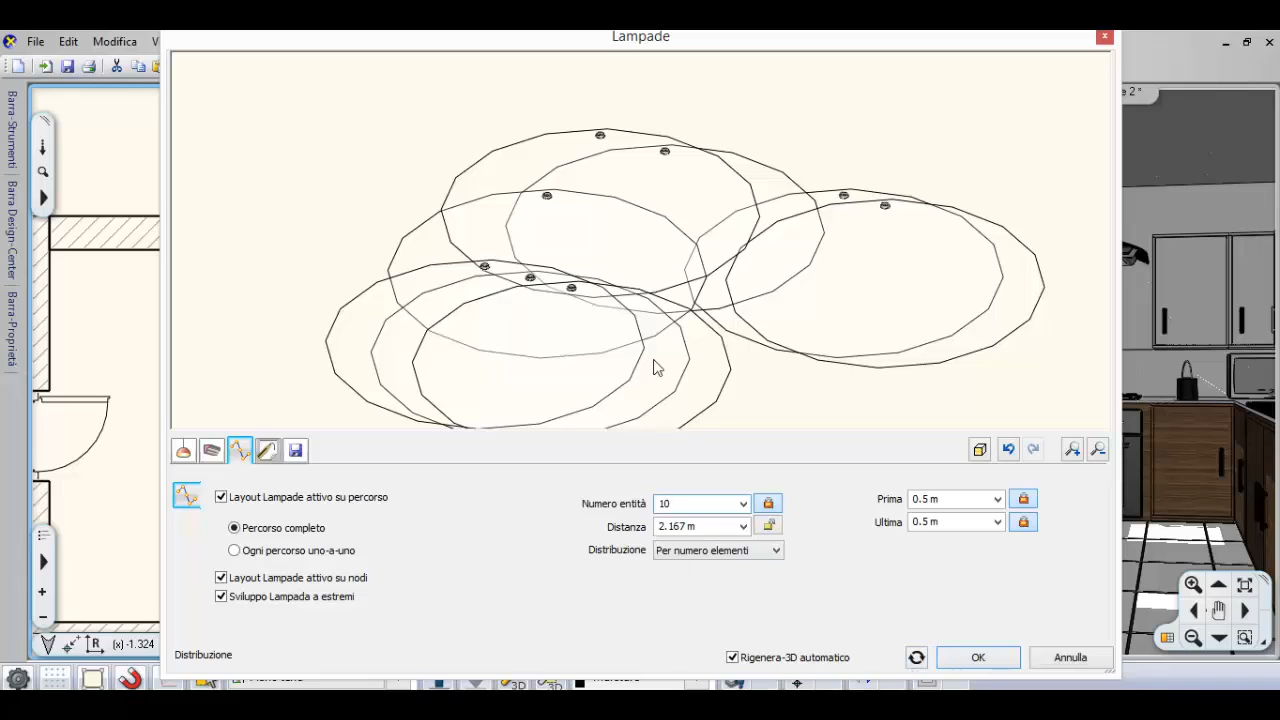 Lampade
File Edit Modifica V
e 2*
Barra-Strumenti
Barra Design-Center
Barra-Proprietà
Layout Lampade attivo su percorso
Percorso completo
Ogni percorso uno-a-uno
Layout Lampade attivo su nodi
Sviluppo Lampada a estremi
Numero entità 10
Distanza 2.167 m
Distribuzione Per numero elementi
Prima 0.5 m
Ultima 0.5 m
Distribuzione
Rigenera-3D automatico
OK
Annulla
R (x) -1.324
3D